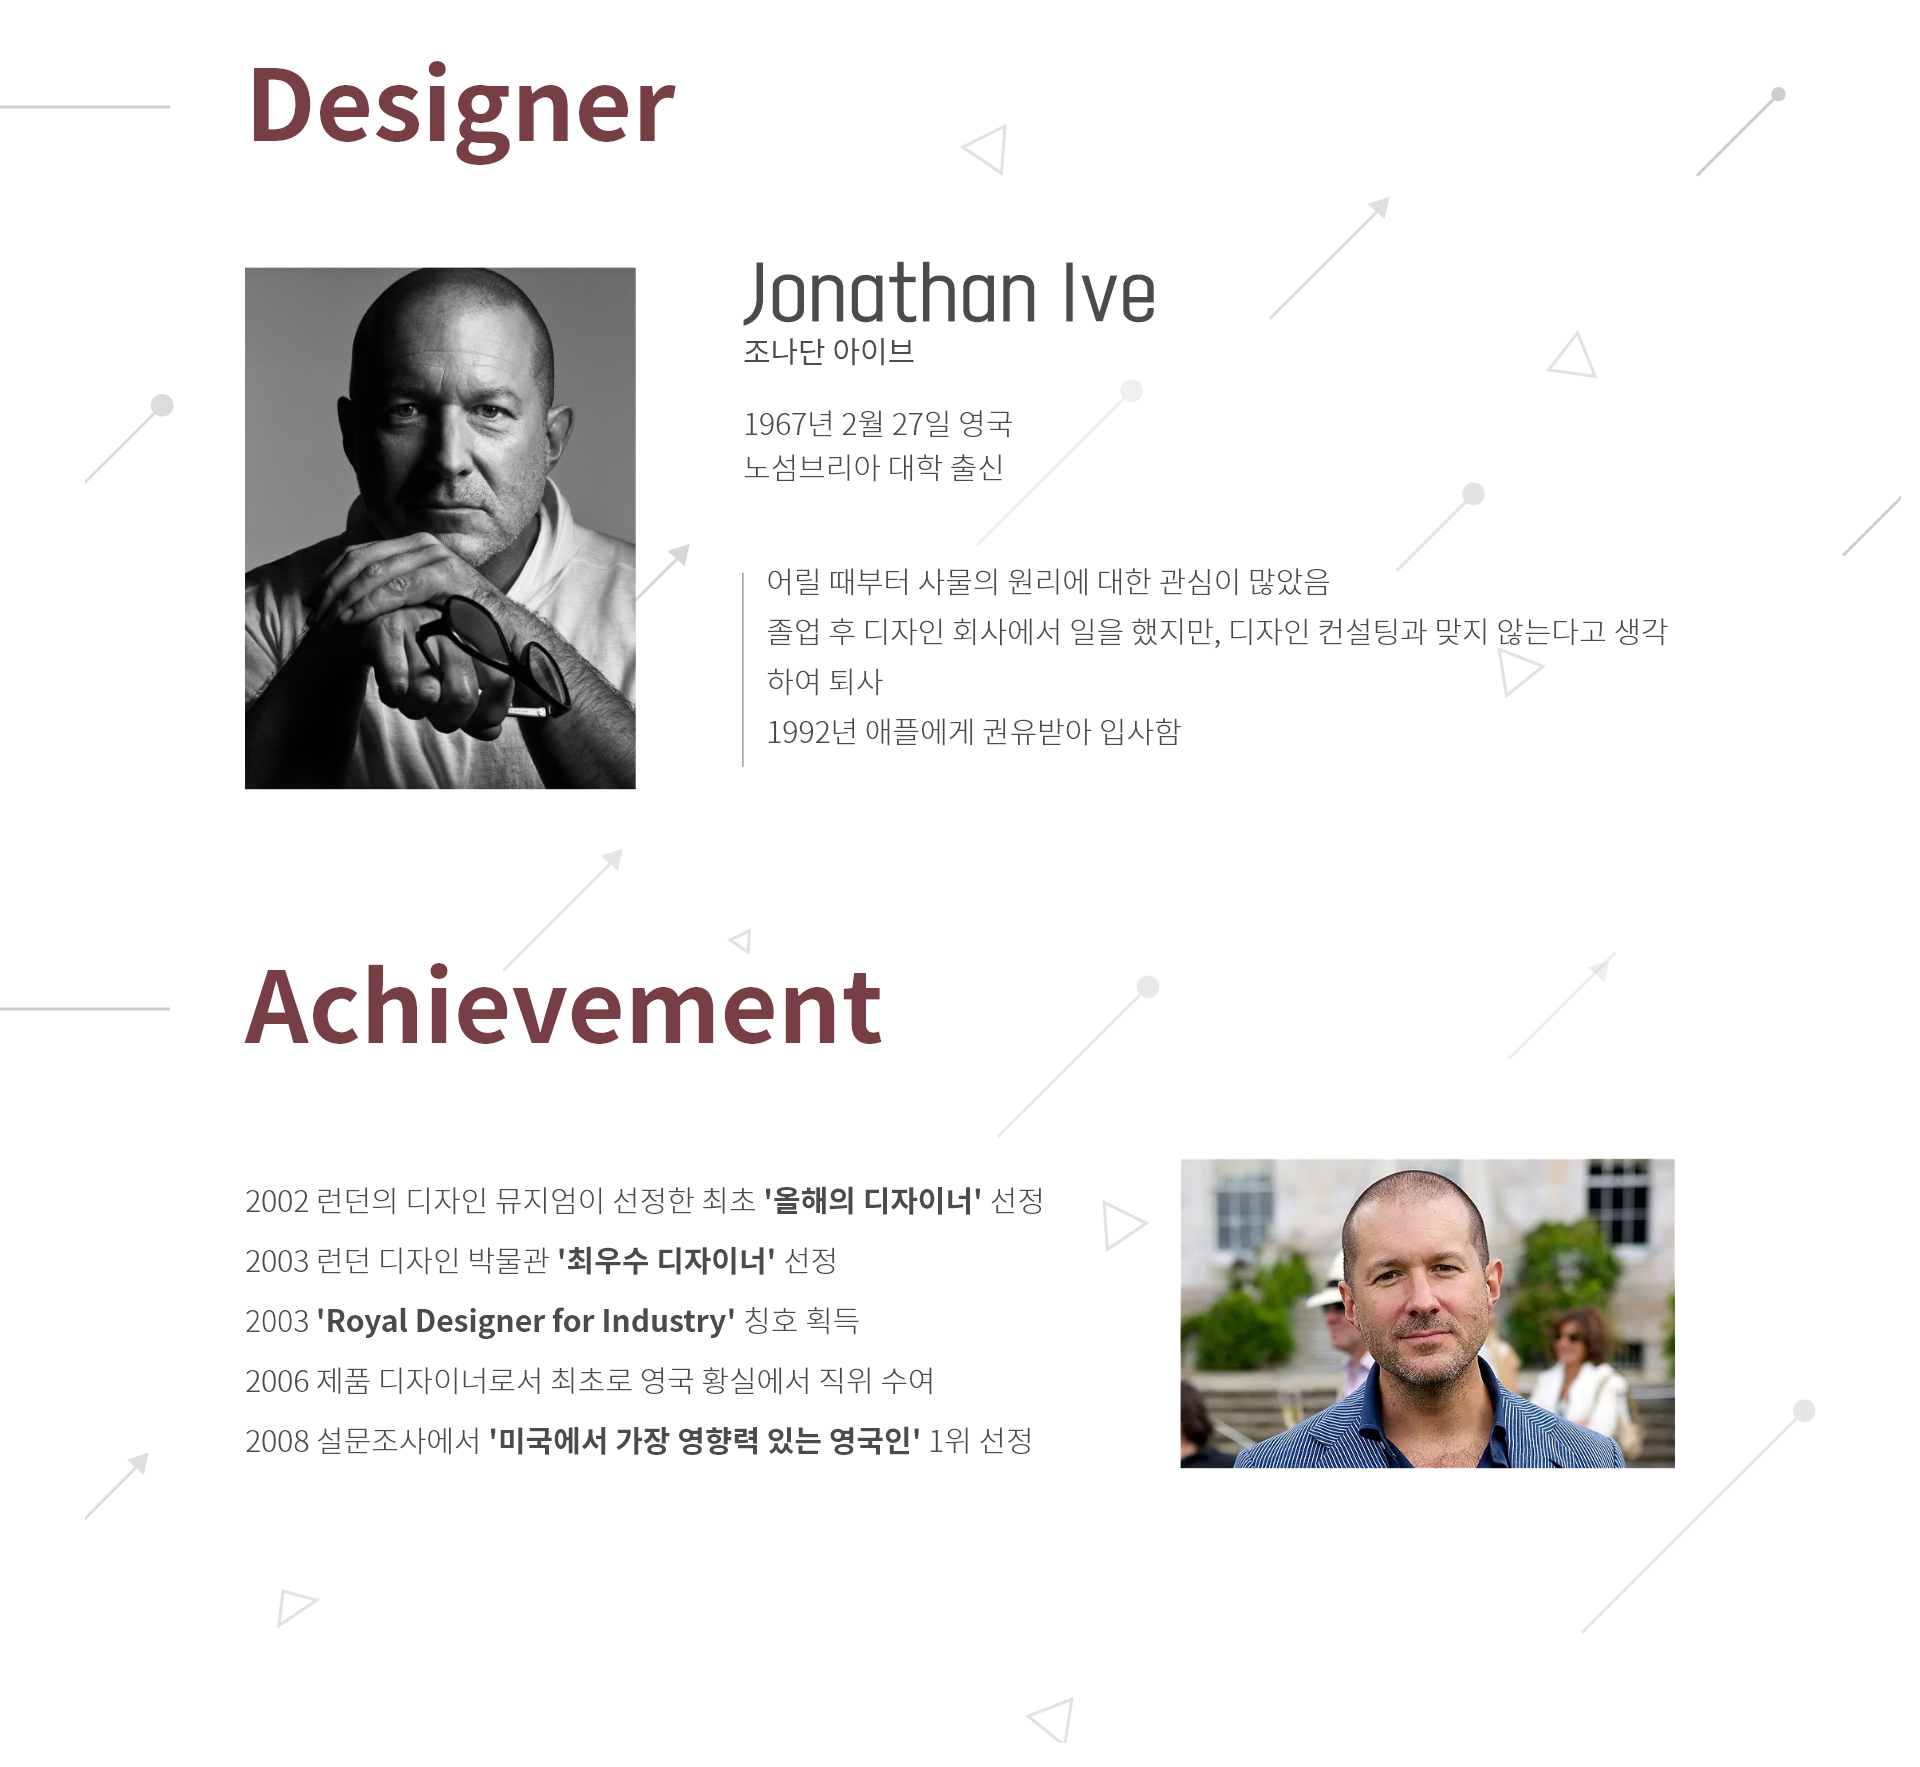 Designer
Jonathan Ive
조나단 아이브
1967년 2월 27일 영국
노섬브리아 대학 출신
어릴 때부터 사물의 원리에 대한 관심이 많았음
졸업 후 디자인 회사에서 일을 했지만, 디자인 컨설팅과 맞지 않는다고 생각
하여 퇴사
1992년 애플에게 권유받아 입사함
Achievement
2002 런던의 디자인 뮤지엄이 선정한 최초 '올해의 디자이너' 선정
2003 런던 디자인 박물관 '최우수 디자이너' 선정
2003 'Royal Designer for Industry' 칭호 획득
2006 제품 디자이너로서 최초로 영국 황실에서 직위 수여
2008 설문조사에서 '미국에서 가장 영향력 있는 영국인' 1위 선정